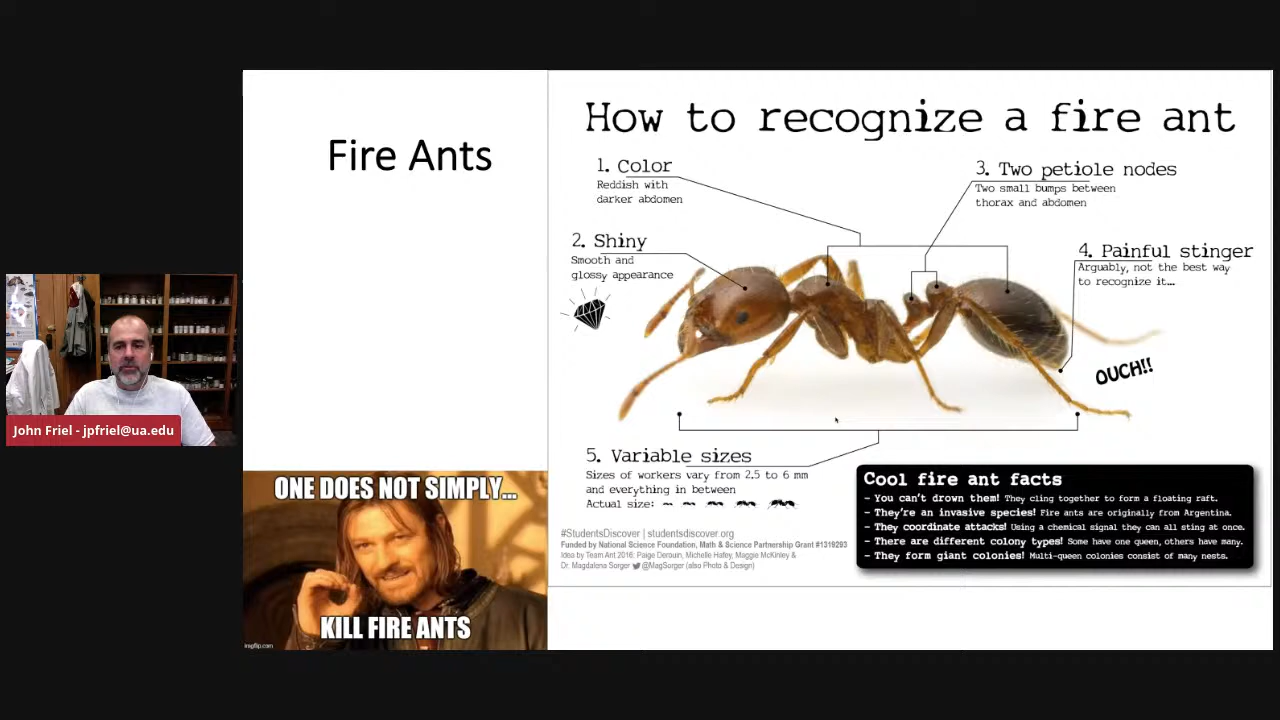 Fire Ants
How to recognize a fire ant
1. Color
Reddish with
darker abdomen
2. Shiny
Smooth and
glossy appearance
3. Two petiole nodes
Two small bumps between
thorax and abdomen
4. Painful stinger
Arguably, not the best way
to recognize it...
OUCH!!
5. Variable sizes
Sizes of workers vary from 2.5 to 6 mm
and everything in between
Actual size:
Cool fire ant facts
– You can't drown them! They cling together to form a floating raft.
– They're an invasive species! Fire ants are originally from Argentina.
– They coordinate attacks! Using a chemical signal they can all sting at once.
– There are different colony types! Some have one queen, others have many.
– They form giant colonies! Multi-queen colonies consist of many nests.
#StudentsDiscover | studentsdiscover.org
Funded by National Science Foundation, Math & Science Partnership Grant #1319293
Idea by Team Ant 2016: Paige Derouin, Michelle Hafey, Maggie McKinley &
Dr. Magdalena Sorger @MagSorger (also Photo & Design)
John Friel - jpfriel@ua.edu
ONE DOES NOT SIMPLY...
KILL FIRE ANTS
imgflip.com